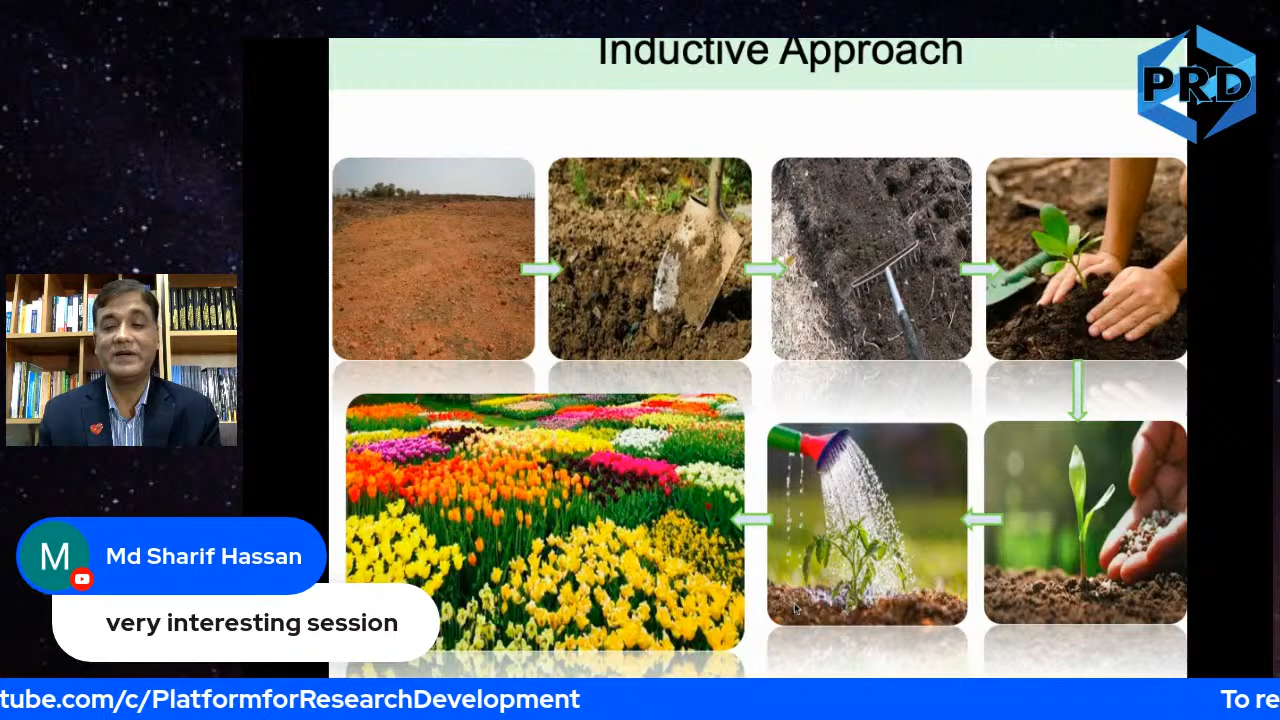 Inductive Approach
PRD
M
Md Sharif Hassan
very interesting session
tube.com/c/PlatformforResearchDevelopment
To re